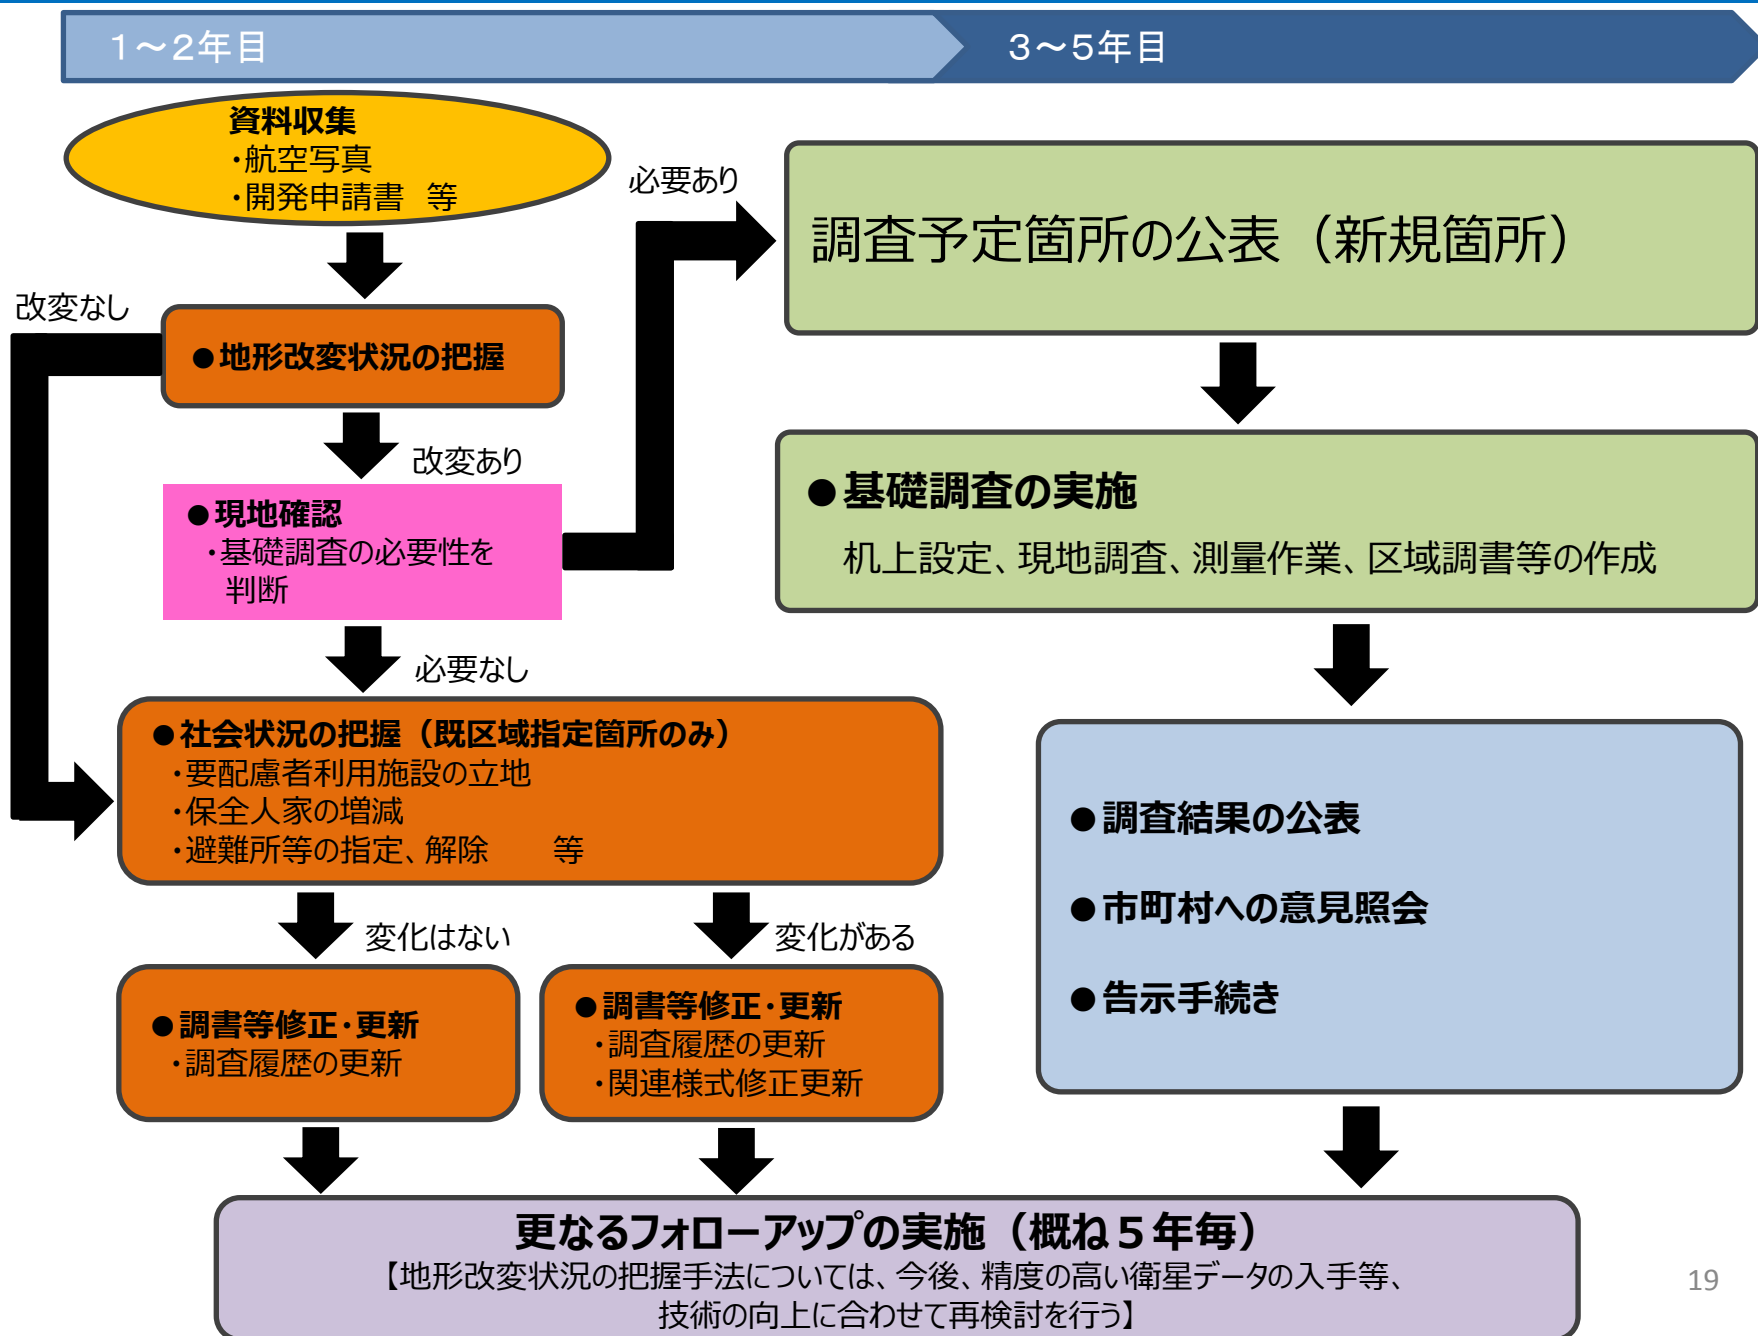 1～2年目
3～5年目
資料収集
・航空写真
・開発申請書　等
改変なし
●地形改変状況の把握
改変あり
●現地確認
・基礎調査の必要性を
判断
必要あり
必要なし
●社会状況の把握（既区域指定箇所のみ）
・要配慮者利用施設の立地
・保全人家の増減
・避難所等の指定、解除　　等
変化はない
変化がある
●調書等修正・更新
・調査履歴の更新
●調書等修正・更新
・調査履歴の更新
・関連様式修正更新
調査予定箇所の公表（新規箇所）
●基礎調査の実施
机上設定、現地調査、測量作業、区域調書等の作成
●調査結果の公表
●市町村への意見照会
●告示手続き
更なるフォローアップの実施（概ね５年毎）
【地形改変状況の把握手法については、今後、精度の高い衛星データの入手等、
技術の向上に合わせて再検討を行う】
19